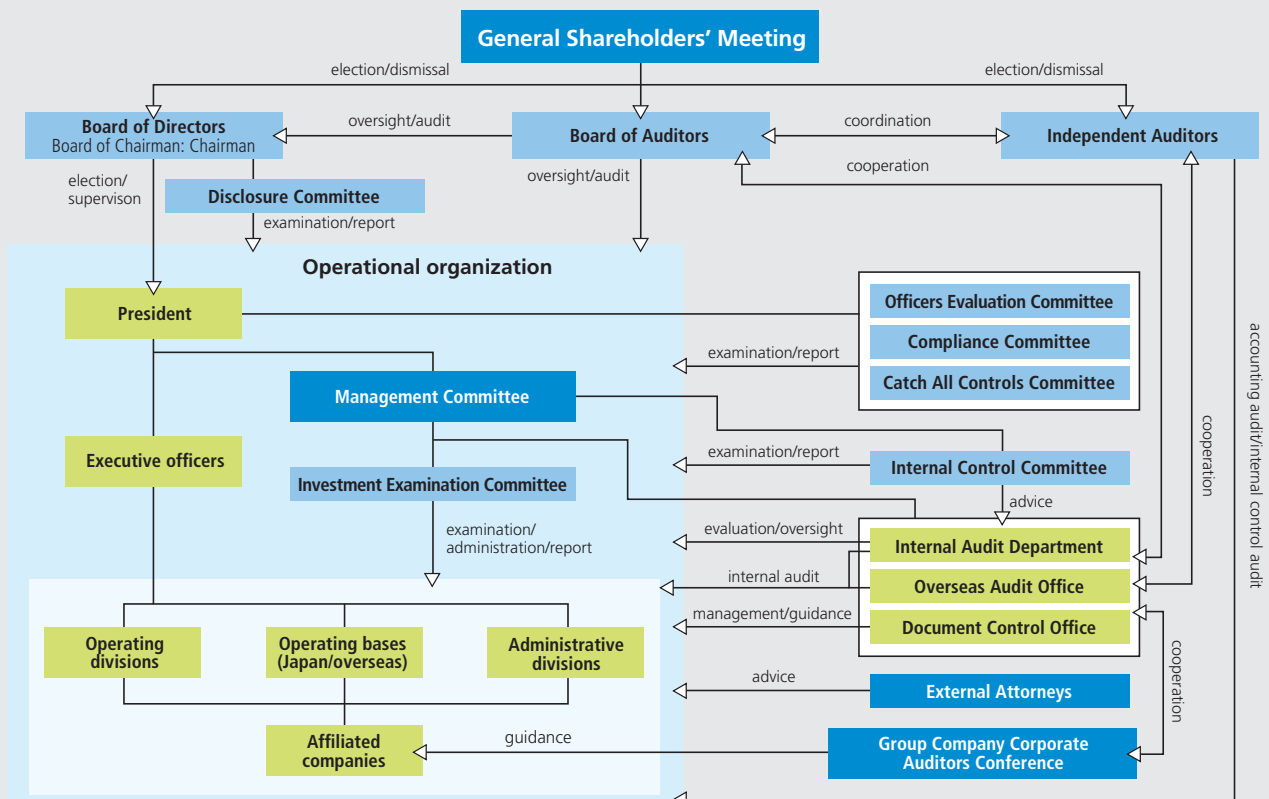 General Shareholders' Meeting
election/dismissal
election/dismissal
Board of Directors
Board of Chairman: Chairman
oversight/audit
Board of Auditors
coordination
Independent Auditors
cooperation
election/
supervison
Disclosure Committee
oversight/audit
examination/report
Operational organization
President
Officers Evaluation Committee
Compliance Committee
Catch All Controls Committee
examination/report
Management Committee
Executive officers
Investment Examination Committee
examination/report
Internal Control Committee
advice
examination/
administration/report
evaluation/oversight
Internal Audit Department
internal audit
Overseas Audit Office
management/guidance
Document Control Office
cooperation
accounting audit/internal control audit
Operating
divisions
Operating bases
(Japan/overseas)
Administrative
divisions
advice
External Attorneys
cooperation
Affiliated
companies
guidance
Group Company Corporate
Auditors Conference